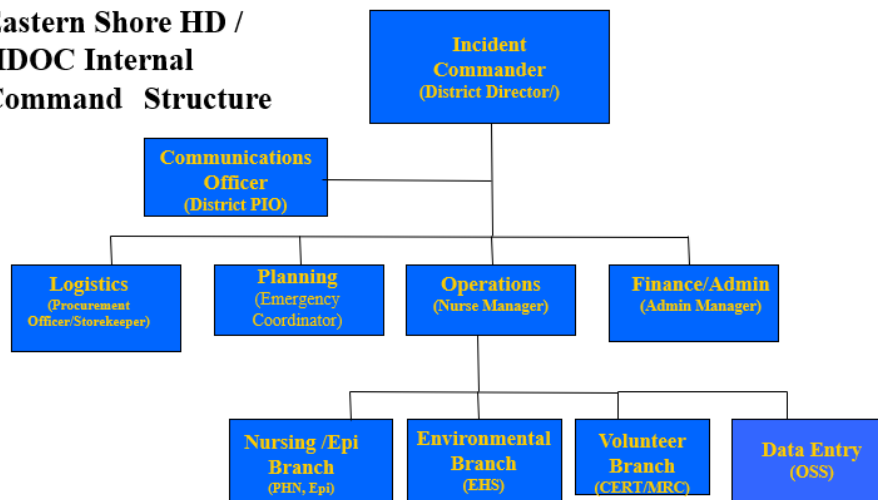 Eastern Shore HD /
HDOC Internal
Command Structure
Incident
Commander
(District Director/)
Communications
Officer
(District PIO)
Logistics
(Procurement
Officer/Storekeeper)
Planning
(Emergency
Coordinator)
Operations
(Nurse Manager)
Finance/Admin
(Admin Manager)
Nursing /Epi
Branch
(PHN, Epi)
Environmental
Branch
(EHS)
Volunteer
Branch
(CERT/MRC)
Data Entry
(OSS)